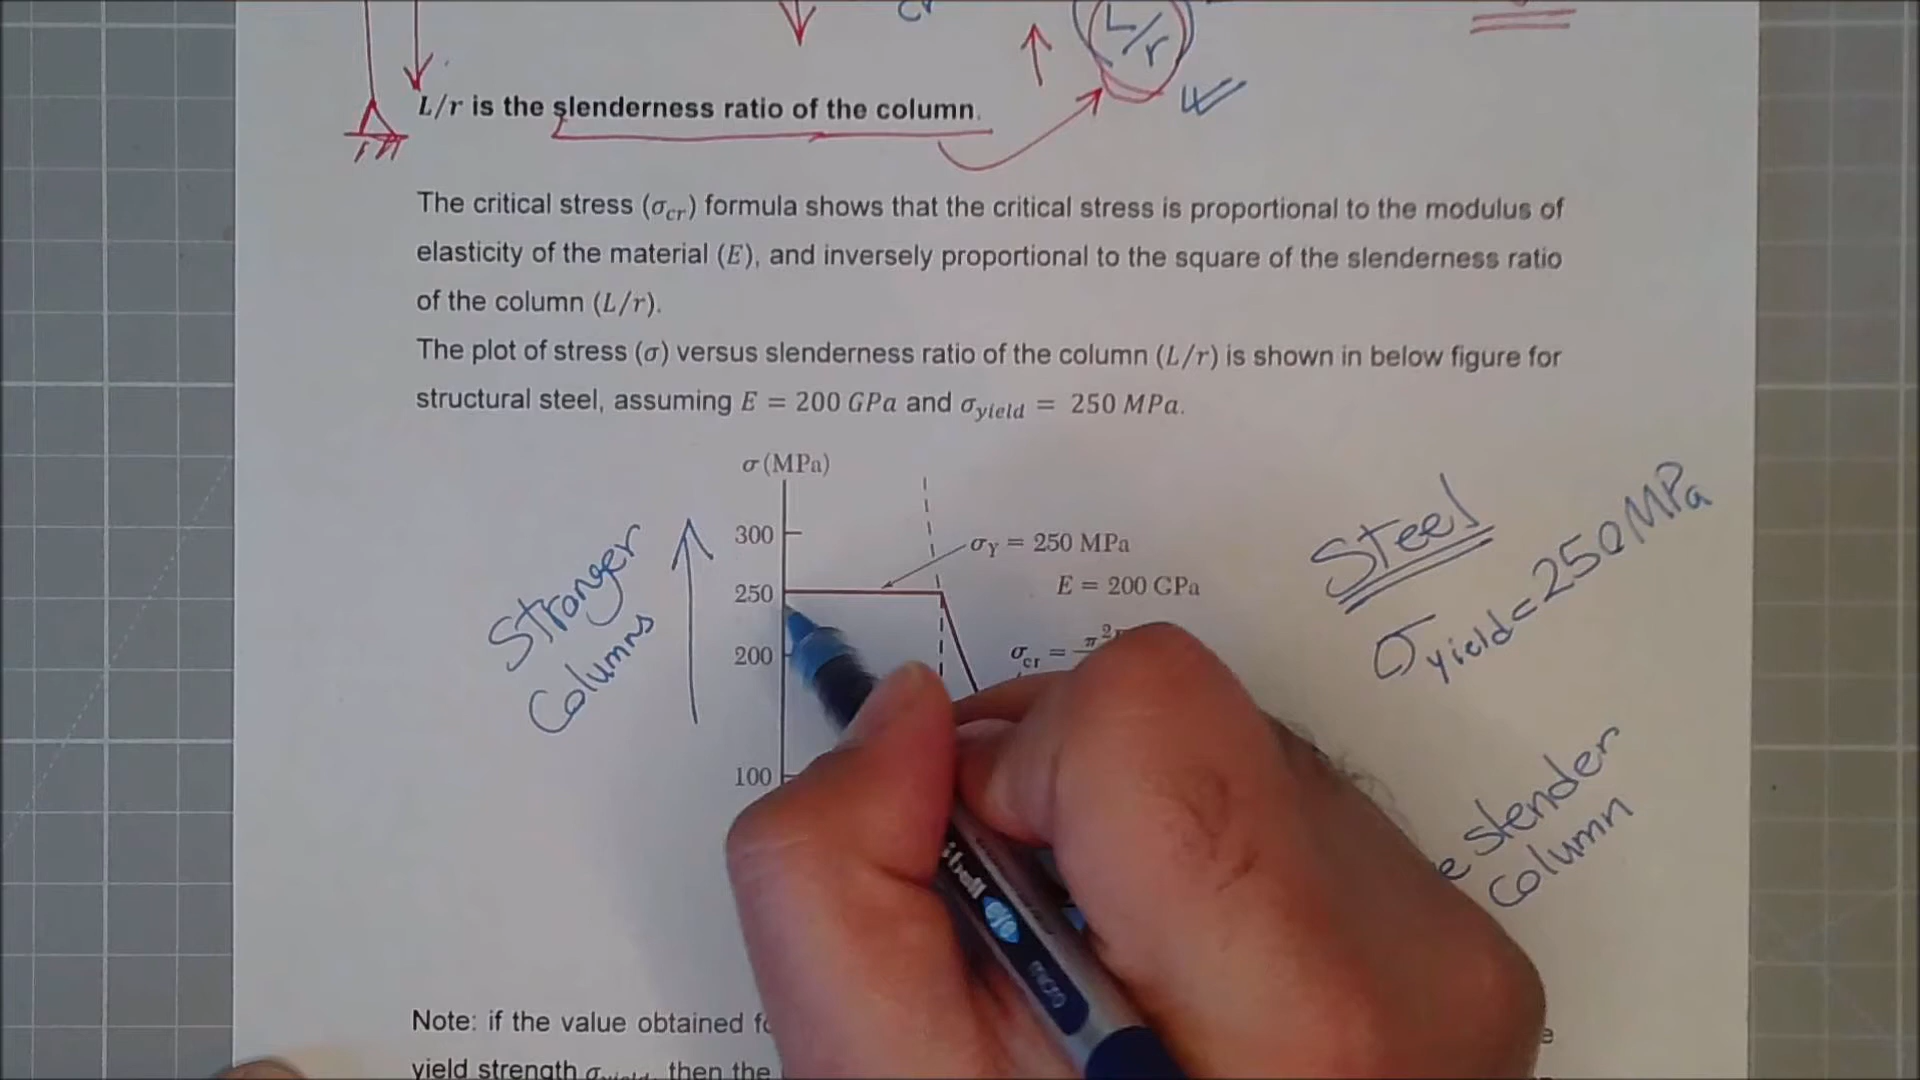 L/r
L/r is the slenderness ratio of the column.
The critical stress (σcr) formula shows that the critical stress is proportional to the modulus of
elasticity of the material (E), and inversely proportional to the square of the slenderness ratio
of the column (L/r).
The plot of stress (σ) versus slenderness ratio of the column (L/r) is shown in below figure for
structural steel, assuming E = 200 GPa and σyield = 250 MPa.
σ (MPa)
300
250
200
100
σY = 250 MPa
E = 200 GPa
σcr = π2
Stronger
Columns
Steel
σyield=250MPa
slender
column
Note: if the value obtained
yield strength σyield, then the
micro